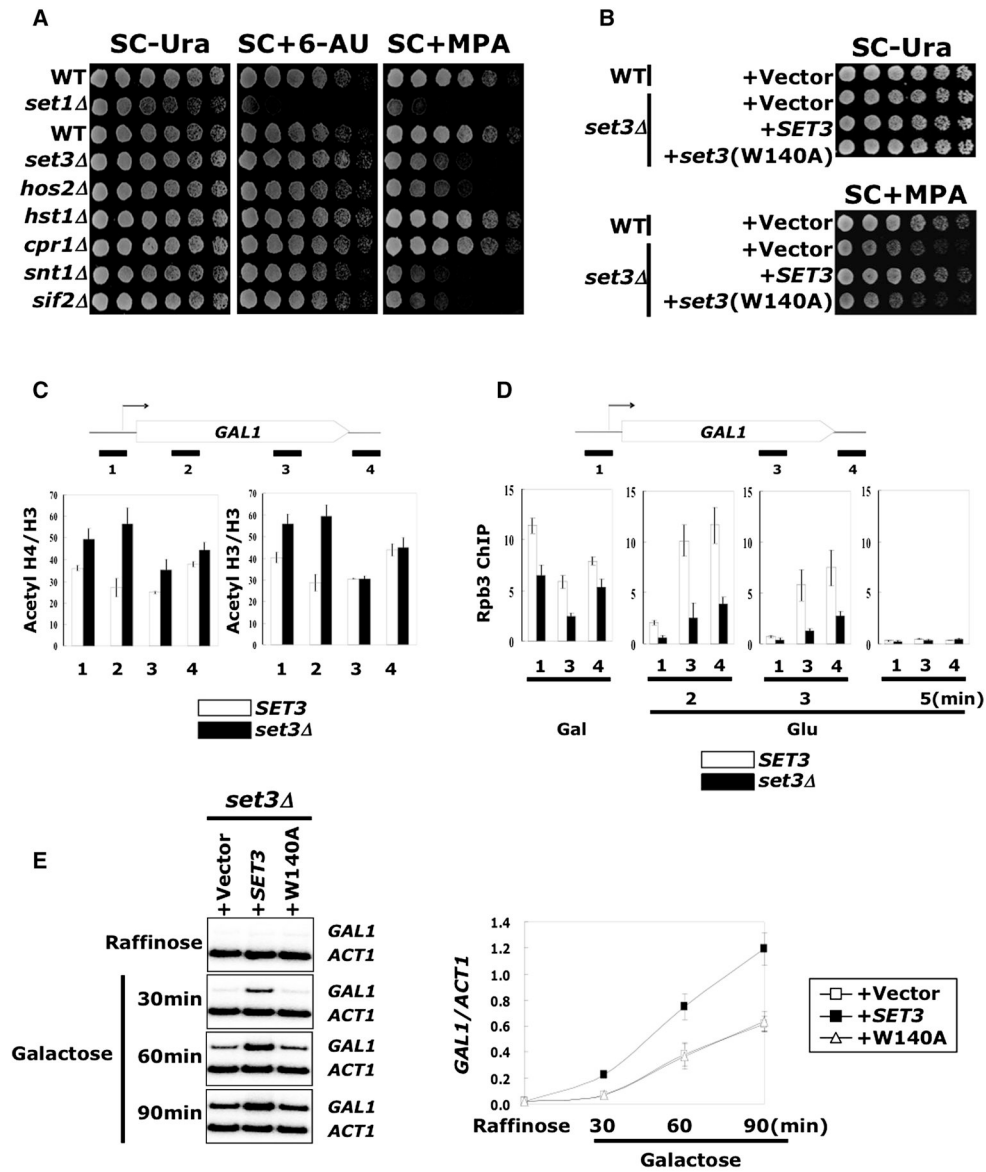 A
SC-Ura SC+6-AU SC+MPA
WT
set1Δ
WT
set3Δ
hos2Δ
hst1Δ
cpr1Δ
snt1Δ
sif2Δ
B
SC-Ura
WT +Vector
set3Δ
+Vector
+SET3
+set3(W140A)
SC+MPA
WT +Vector
set3Δ
+Vector
+SET3
+set3(W140A)
C
GAL1
1 2 3 4
Acetyl H4/H3
70
60
50
40
30
20
10
0
1 2 3 4
Acetyl H3/H3
70
60
50
40
30
20
10
0
1 2 3 4
SET3
set3Δ
D
GAL1
1 3 4
Rpb3 ChIP
15
10
5
0
1 3 4
Gal
15
10
5
0
1 3 4
2
15
10
5
0
1 3 4
3
15
10
5
0
1 3 4
5(min)
Glu
SET3
set3Δ
E
set3Δ
+Vector
+SET3
+W140A
Raffinose
GAL1
ACT1
Galactose
30min
GAL1
ACT1
60min
GAL1
ACT1
90min
GAL1
ACT1
GAL1/ACT1
1.4
1.2
1.0
0.8
0.6
0.4
0.2
0
Raffinose 30 60 90(min)
Galactose
+Vector
+SET3
+W140A